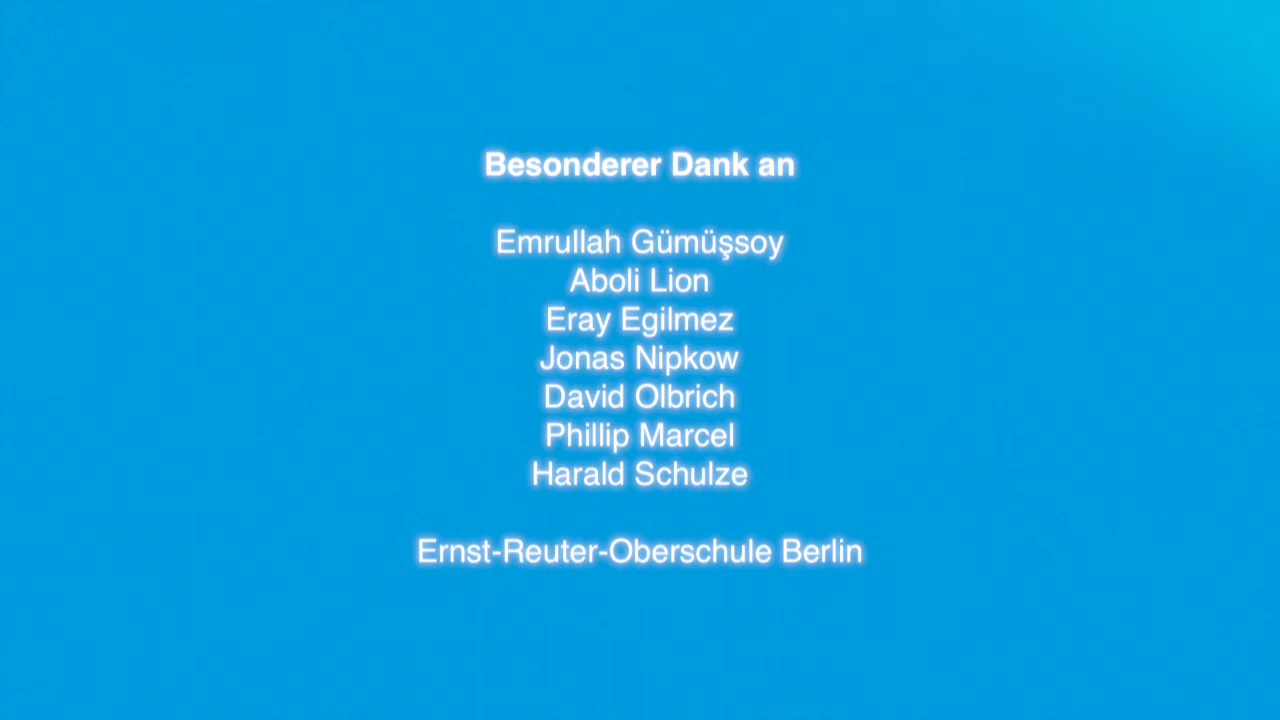 Besonderer Dank an
Emrullah Gümüşsoy
Aboli Lion
Eray Egilmez
Jonas Nipkow
David Olbrich
Phillip Marcel
Harald Schulze
Ernst-Reuter-Oberschule Berlin